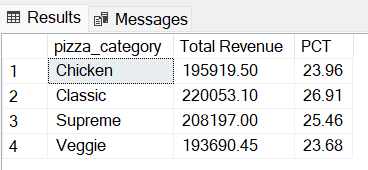 Results Messages
pizza_category Total Revenue PCT
1 Chicken 195919.50 23.96
2 Classic 220053.10 26.91
3 Supreme 208197.00 25.46
4 Veggie 193690.45 23.68